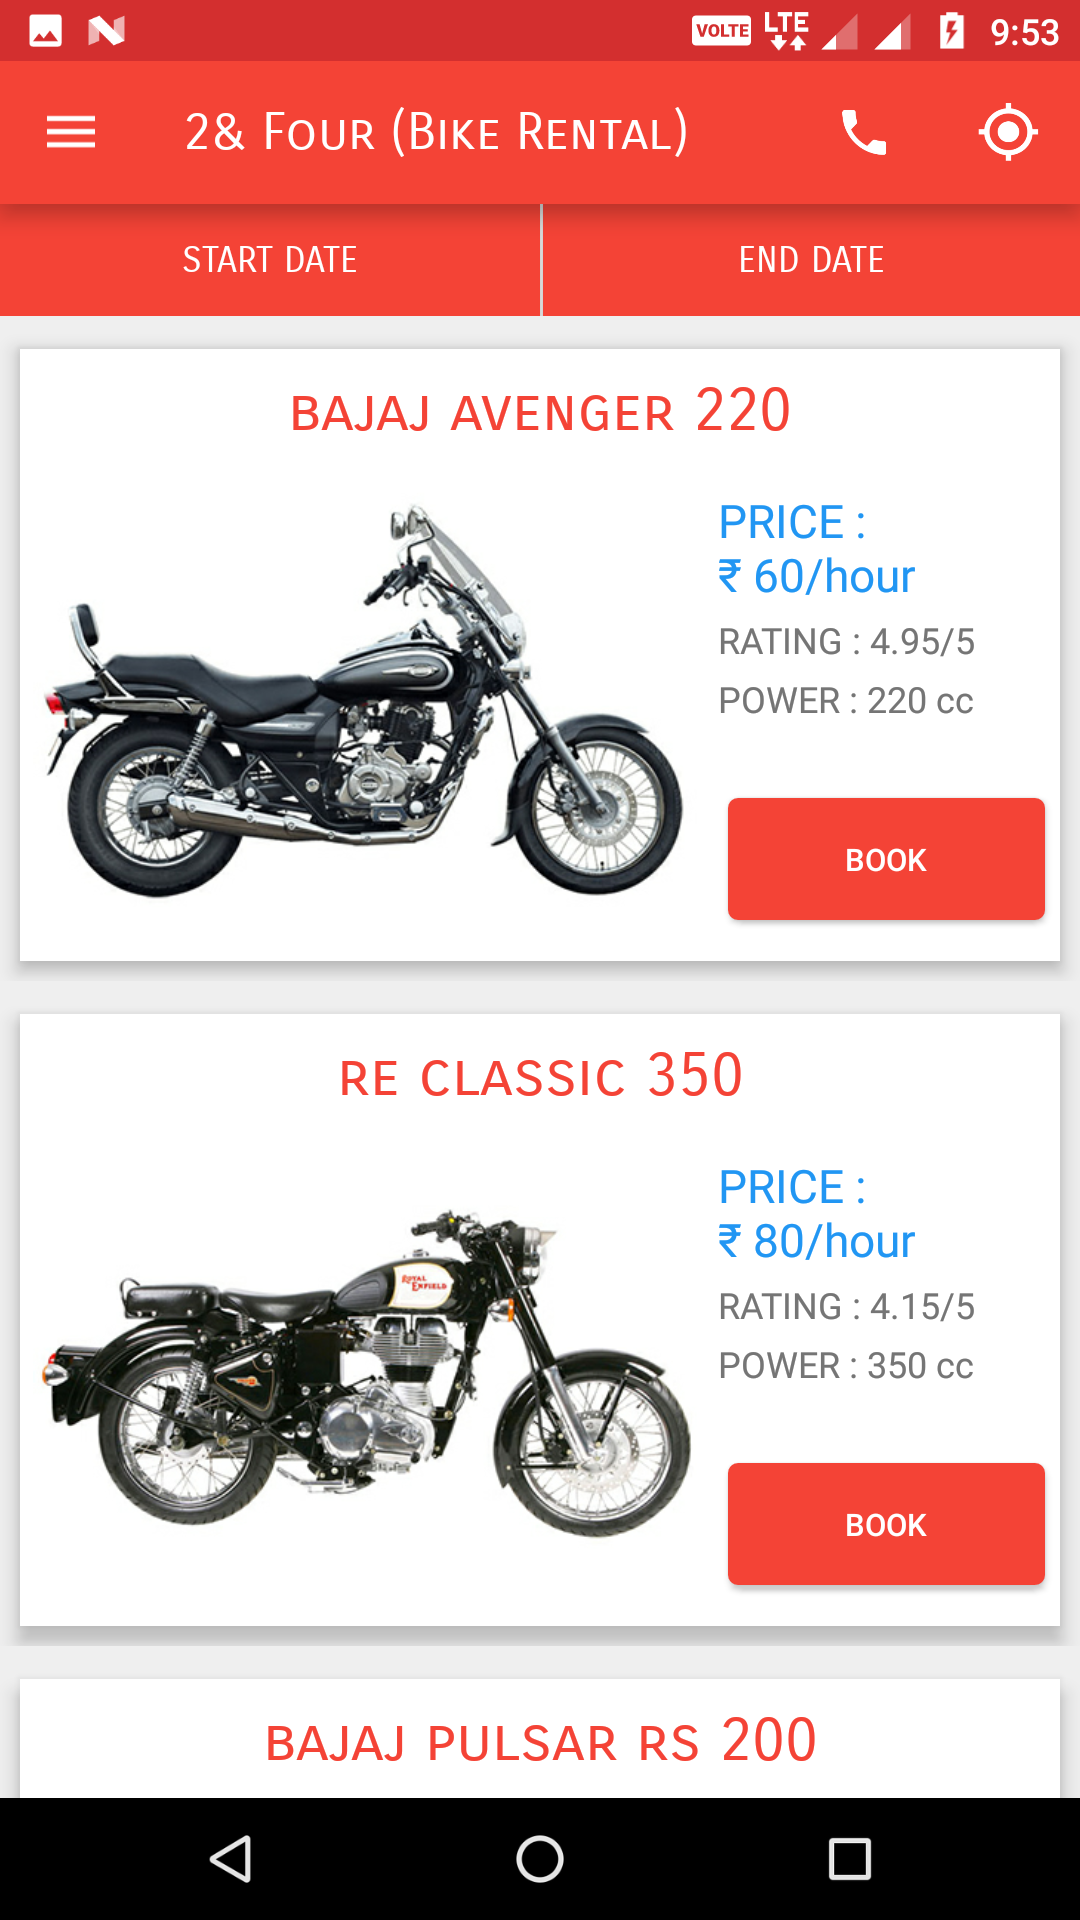 VOLTE LTE 9:53
2& Four (Bike Rental)
START DATE END DATE
BAJAJ AVENGER 220
PRICE :
₹ 60/hour
RATING : 4.95/5
POWER : 220 cc
BOOK
RE CLASSIC 350
PRICE :
₹ 80/hour
ROYAL
ENFIELD
RATING : 4.15/5
POWER : 350 cc
BOOK
BAJAJ PULSAR RS 200